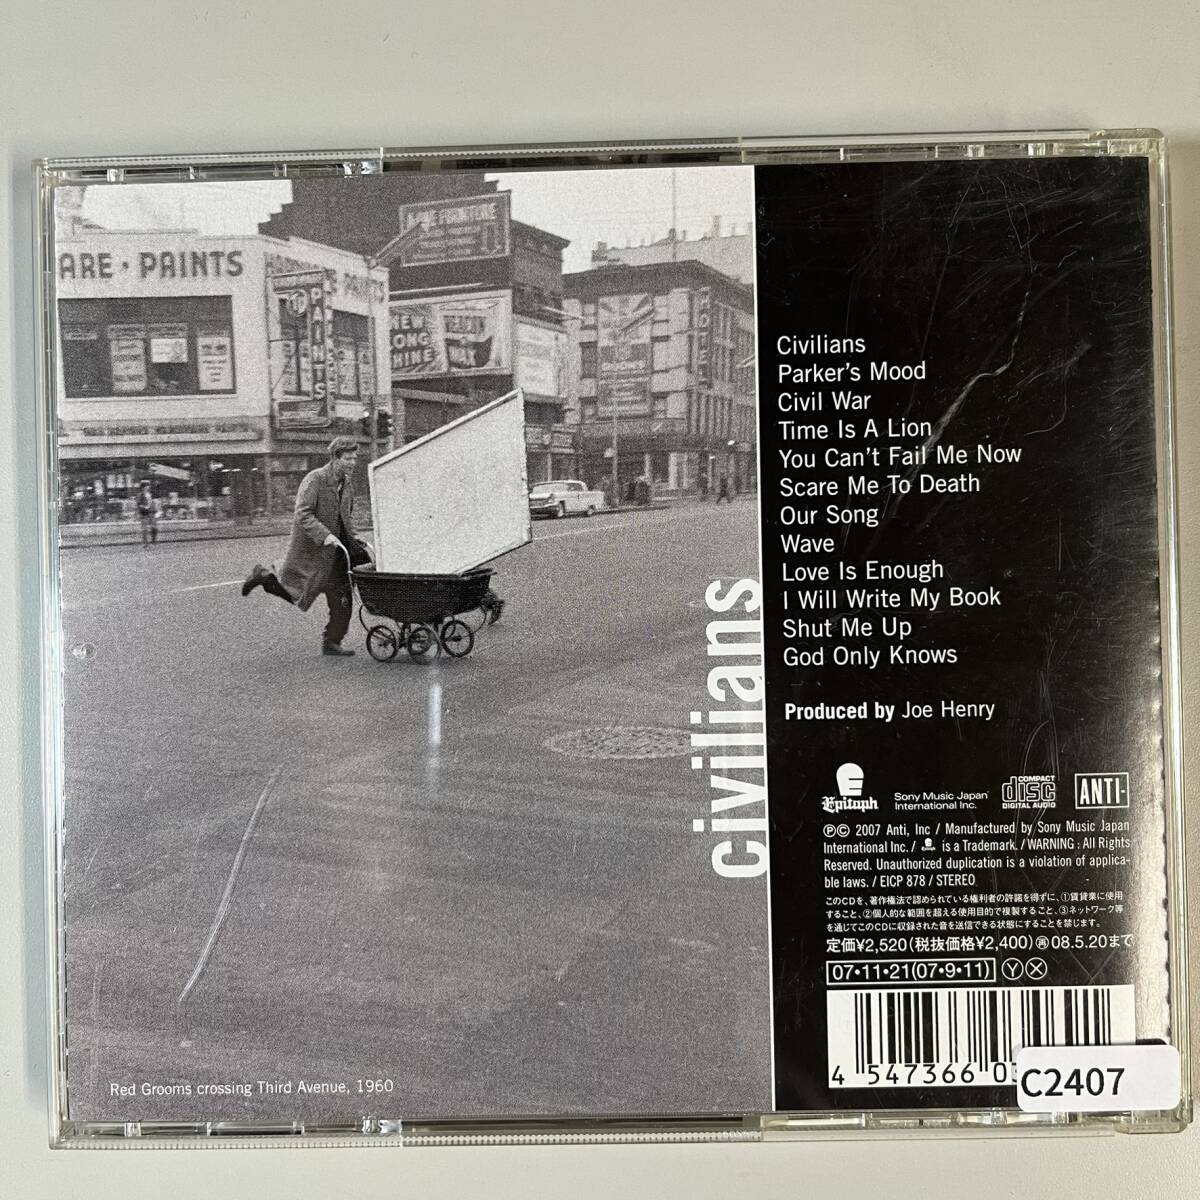 ARE • PAINTS
PAINTS
PAINTS
FURNITURE
NEW
LONG
SHINE
WAX
HOTEL
civilians
Red Grooms crossing Third Avenue, 1960
Civilians
Parker's Mood
Civil War
Time Is A Lion
You Can't Fail Me Now
Scare Me To Death
Our Song
Wave
Love Is Enough
I Will Write My Book
Shut Me Up
God Only Knows
Produced by Joe Henry
Epitaph
Sony Music Japan
International Inc.
COMPACT
disc
DIGITAL AUDIO
ANTI-
ⓅⒸ 2007 Anti, Inc / Manufactured by Sony Music Japan
International Inc. / is a Trademark. / WARNING : All Rights
Reserved. Unauthorized duplication is a violation of applica-
ble laws. / EICP 878 / STEREO
このCDを、著作権法で認められている権利者の許諾を得ずに、①賃貸業に使用
すること、②個人的な範囲を超える使用目的で複製すること、③ネットワーク等
を通じてこのCDに収録された音を送信できる状態にすることを禁じます。
定価¥2,520(税抜価格¥2,400)㊢08.5.20まで
07•11•21(07•9•11) Ⓨ Ⓧ
4 547366 0
C2407